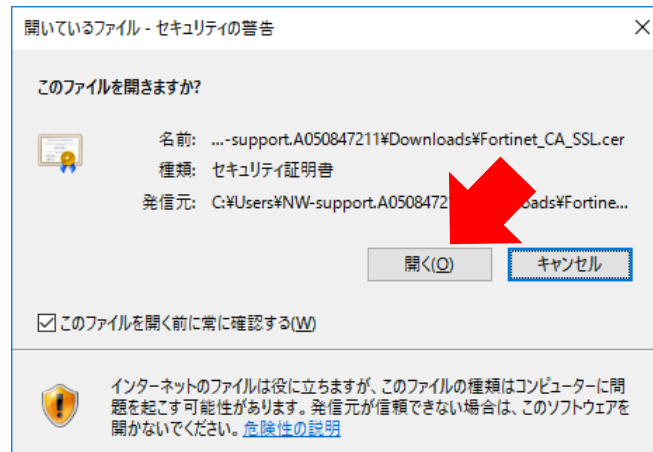 開いているファイル - セキュリティの警告
このファイルを開きますか?
名前: ...-support.A050847211¥Downloads¥Fortinet_CA_SSL.cer
種類: セキュリティ証明書
発信元: C:¥Users¥NW-support.A0508472 oads¥Fortine...
開く(O)
キャンセル
このファイルを開く前に常に確認する(W)
インターネットのファイルは役に立ちますが、このファイルの種類はコンピューターに問
題を起こす可能性があります。発信元が信頼できない場合は、このソフトウェアを
開かないでください。危険性の説明